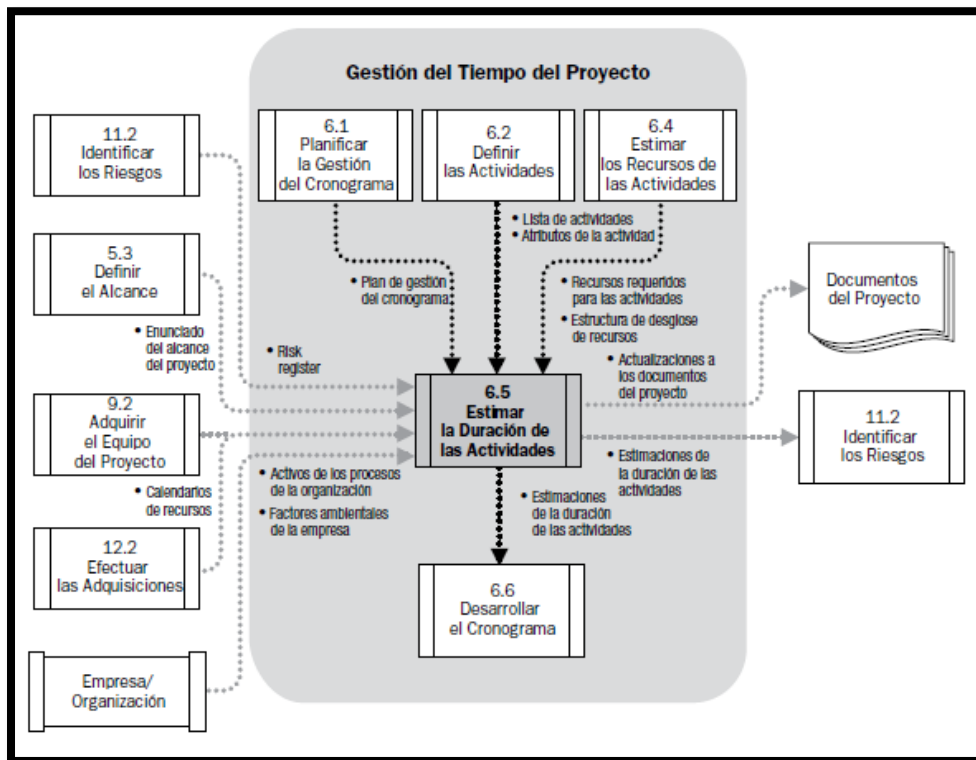 Gestión del Tiempo del Proyecto
11.2
Identificar
los Riesgos
6.1
Planificar
la Gestión
del Cronograma
6.2
Definir
las Actividades
6.4
Estimar
los Recursos de
las Actividades
• Lista de actividades
• Atributos de la actividad
5.3
Definir
el Alcance
• Plan de gestión
del cronograma
• Recursos requeridos
para las actividades
• Estructura de desglose
de recursos
Documentos
del Proyecto
• Enunciado
del alcance
del proyecto
• Risk
register
• Actualizaciones a
los documentos
del proyecto
9.2
Adquirir
el Equipo
del Proyecto
6.5
Estimar
la Duración de
las Actividades
11.2
Identificar
los Riesgos
• Calendarios
de recursos
• Activos de los procesos
de la organización
• Factores ambientales
de la empresa
• Estimaciones
de la duración
de las actividades
• Estimaciones de
la duración de las
actividades
12.2
Efectuar
las Adquisiciones
6.6
Desarrollar
el Cronograma
Empresa/
Organización